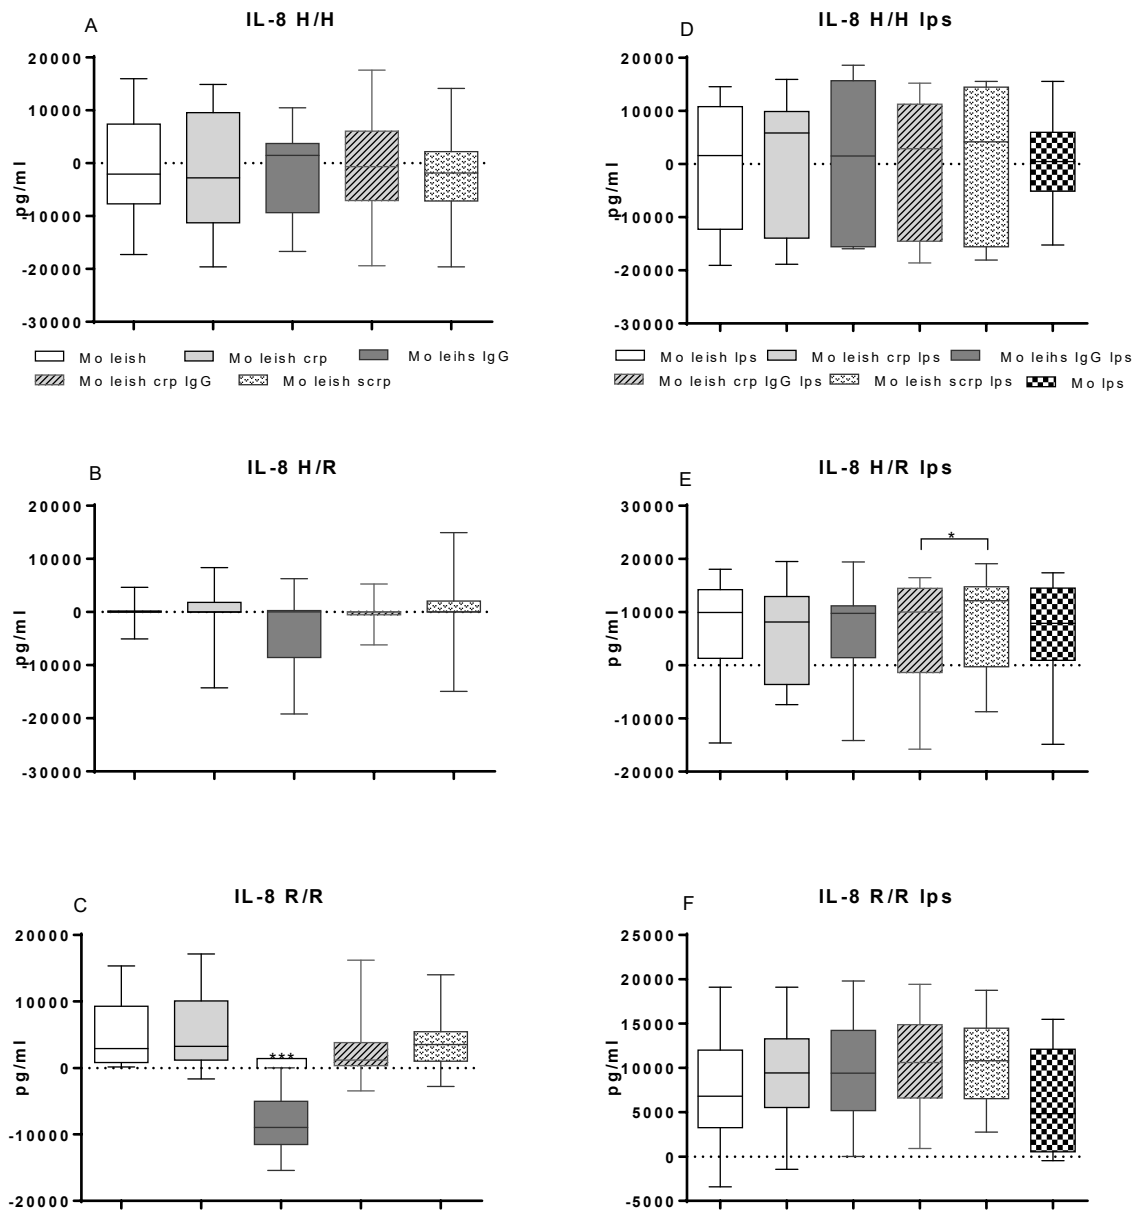 A
IL-8 H/H
pg/ml
20000
10000
0
-10000
-20000
-30000
Mo leish
Mo leish crp
Mo leihs IgG
Mo leish crp IgG
Mo leish scrp
D
IL-8 H/H lps
pg/ml
20000
10000
0
-10000
-20000
-30000
Mo leish lps
Mo leish crp lps
Mo leihs IgG lps
Mo leish crp IgG lps
Mo leish scrp lps
Mo lps
B
IL-8 H/R
pg/ml
20000
10000
0
-10000
-20000
-30000
E
IL-8 H/R lps
pg/ml
30000
20000
10000
0
-10000
-20000
*
C
IL-8 R/R
pg/ml
20000
10000
0
-10000
-20000
***
F
IL-8 R/R lps
pg/ml
25000
20000
15000
10000
5000
0
-5000